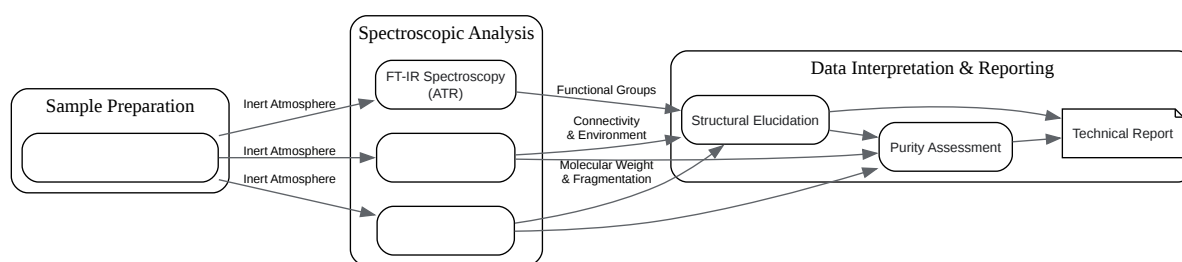 Spectroscopic Analysis
Sample Preparation
Data Interpretation & Reporting
FT-IR Spectroscopy
(ATR)
Inert Atmosphere
Inert Atmosphere
Inert Atmosphere
Functional Groups
Connectivity
& Environment
Molecular Weight
& Fragmentation
Structural Elucidation
Purity Assessment
Technical Report